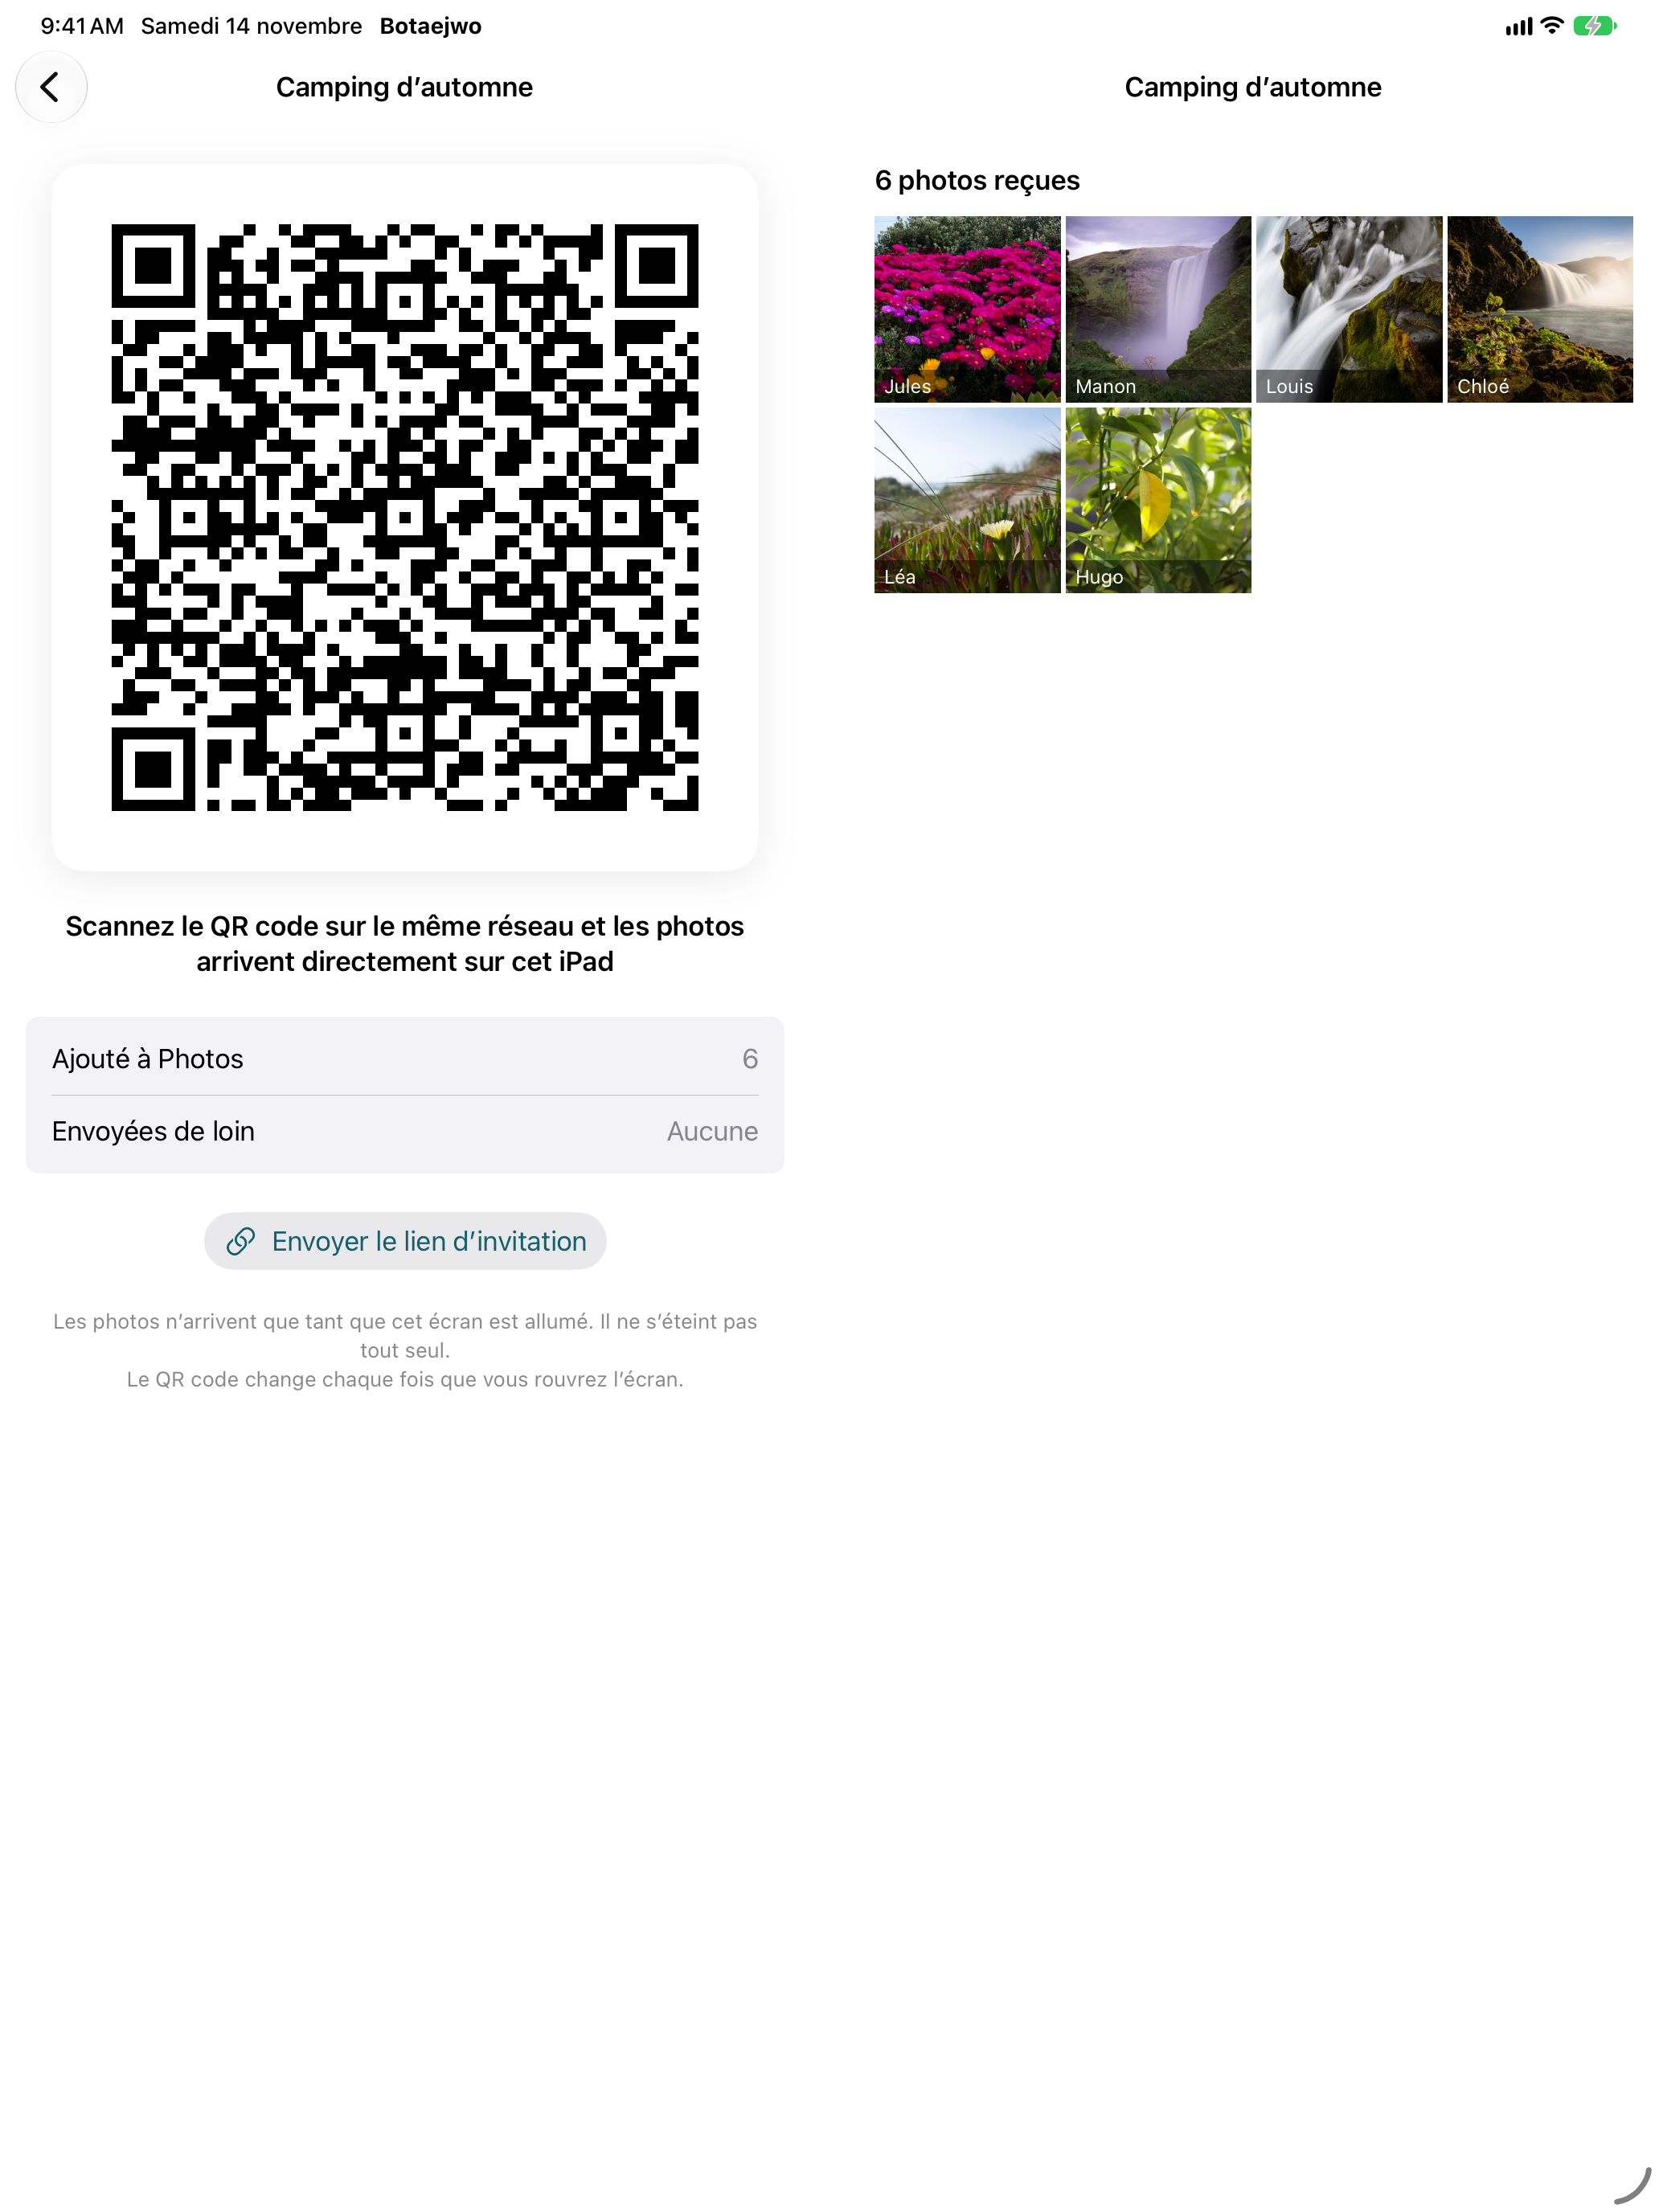 9:41 AM Samedi 14 novembre Botaejwo
Camping d’automne
Scannez le QR code sur le même réseau et les photos
arrivent directement sur cet iPad
Ajouté à Photos 6
Envoyées de loin Aucune
Envoyer le lien d’invitation
Les photos n’arrivent que tant que cet écran est allumé. Il ne s’éteint pas
tout seul.
Le QR code change chaque fois que vous rouvrez l’écran.
Camping d’automne
6 photos reçues
Jules
Manon
Louis
Chloé
Léa
Hugo